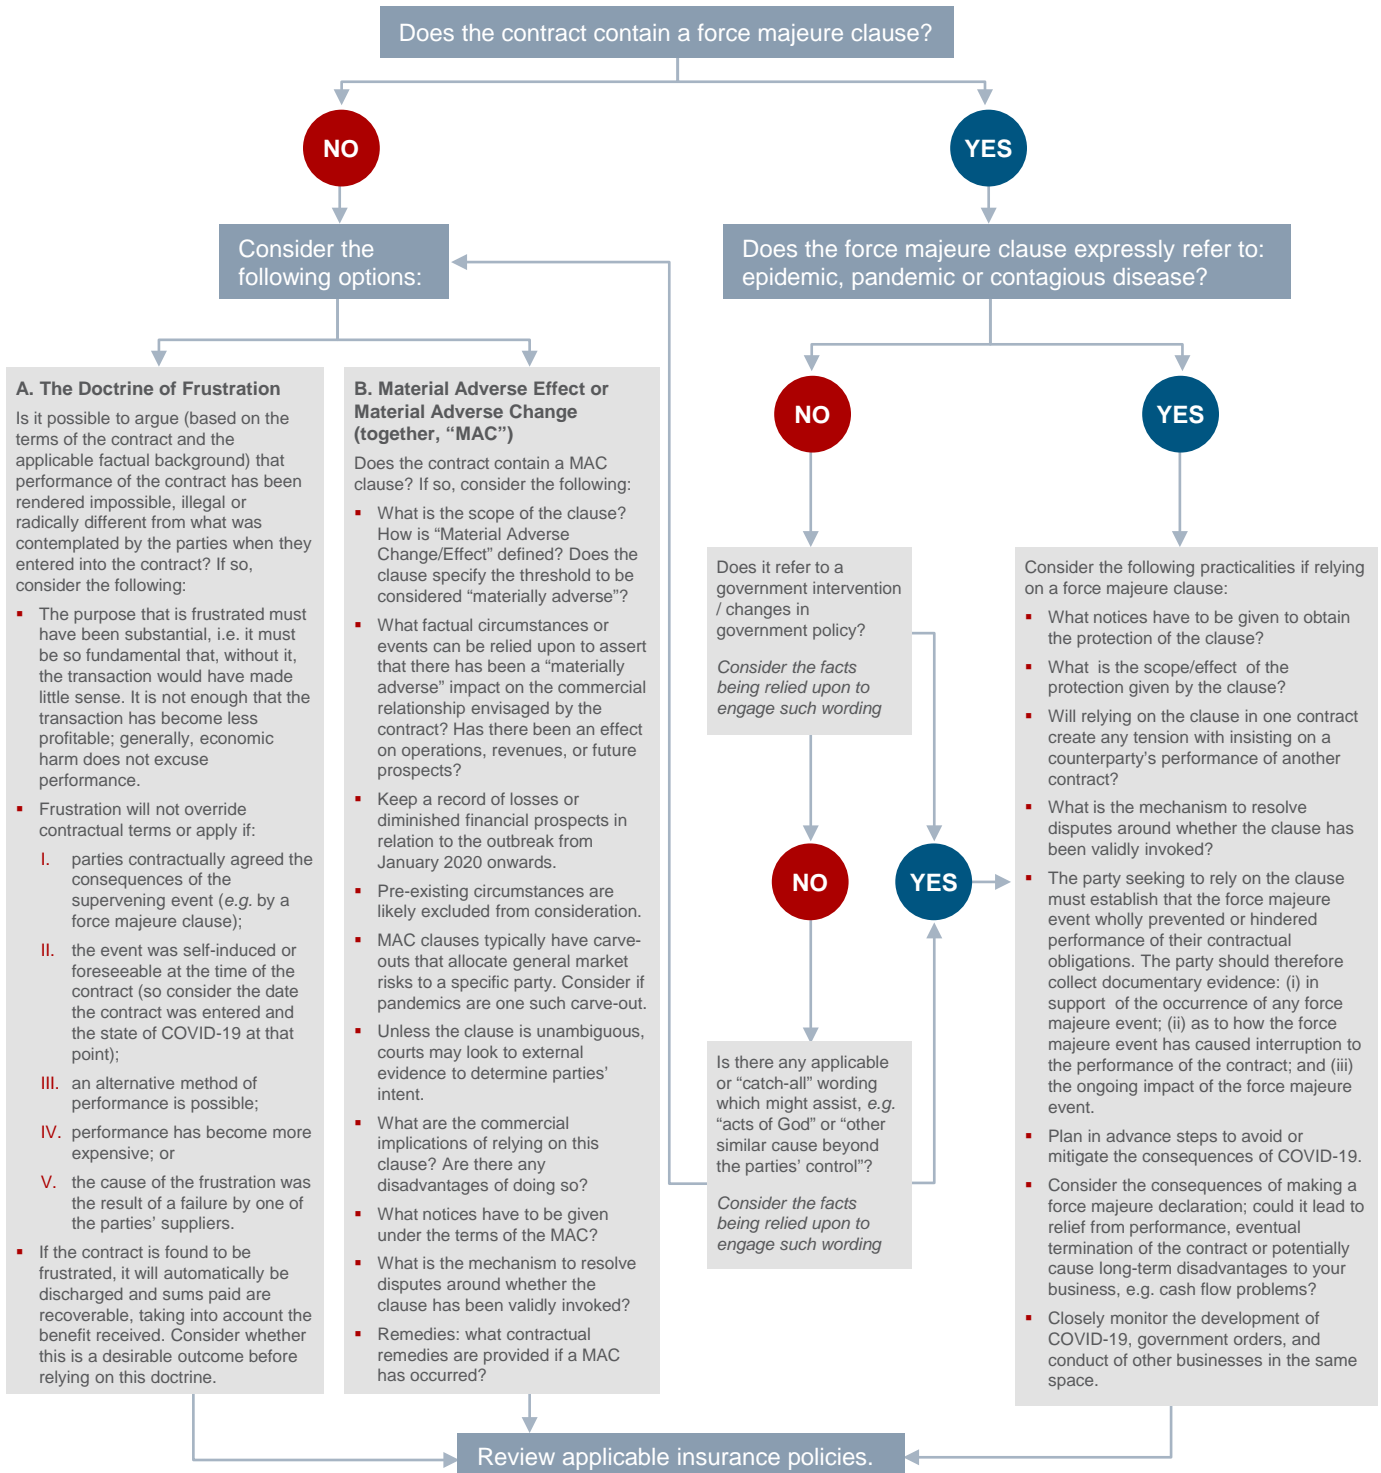 Does the contract contain a force majeure clause?
NO
YES
Consider the
following options:
Does the force majeure clause expressly refer to:
epidemic, pandemic or contagious disease?
A. The Doctrine of Frustration
Is it possible to argue (based on the
terms of the contract and the
applicable factual background) that
performance of the contract has been
rendered impossible, illegal or
radically different from what was
contemplated by the parties when they
entered into the contract? If so,
consider the following:
▪ The purpose that is frustrated must
have been substantial, i.e. it must
be so fundamental that, without it,
the transaction would have made
little sense. It is not enough that the
transaction has become less
profitable; generally, economic
harm does not excuse
performance.
▪ Frustration will not override
contractual terms or apply if:
I. parties contractually agreed the
consequences of the
supervening event (e.g. by a
force majeure clause);
II. the event was self-induced or
foreseeable at the time of the
contract (so consider the date
the contract was entered and
the state of COVID-19 at that
point);
III. an alternative method of
performance is possible;
IV. performance has become more
expensive; or
V. the cause of the frustration was
the result of a failure by one of
the parties' suppliers.
▪ If the contract is found to be
frustrated, it will automatically be
discharged and sums paid are
recoverable, taking into account the
benefit received. Consider whether
this is a desirable outcome before
relying on this doctrine.
B. Material Adverse Effect or
Material Adverse Change
(together, “MAC”)
Does the contract contain a MAC
clause? If so, consider the following:
▪ What is the scope of the clause?
How is “Material Adverse
Change/Effect” defined? Does the
clause specify the threshold to be
considered “materially adverse”?
▪ What factual circumstances or
events can be relied upon to assert
that there has been a “materially
adverse” impact on the commercial
relationship envisaged by the
contract? Has there been an effect
on operations, revenues, or future
prospects?
▪ Keep a record of losses or
diminished financial prospects in
relation to the outbreak from
January 2020 onwards.
▪ Pre-existing circumstances are
likely excluded from consideration.
▪ MAC clauses typically have carve-
outs that allocate general market
risks to a specific party. Consider if
pandemics are one such carve-out.
▪ Unless the clause is unambiguous,
courts may look to external
evidence to determine parties’
intent.
▪ What are the commercial
implications of relying on this
clause? Are there any
disadvantages of doing so?
▪ What notices have to be given
under the terms of the MAC?
▪ What is the mechanism to resolve
disputes around whether the
clause has been validly invoked?
▪ Remedies: what contractual
remedies are provided if a MAC
has occurred?
NO
YES
Does it refer to a
government intervention
/ changes in
government policy?
Consider the facts
being relied upon to
engage such wording
NO
YES
Is there any applicable
or “catch-all” wording
which might assist, e.g.
“acts of God” or “other
similar cause beyond
the parties’ control”?
Consider the facts
being relied upon to
engage such wording
Consider the following practicalities if relying
on a force majeure clause:
▪ What notices have to be given to obtain
the protection of the clause?
▪ What is the scope/effect of the
protection given by the clause?
▪ Will relying on the clause in one contract
create any tension with insisting on a
counterparty’s performance of another
contract?
▪ What is the mechanism to resolve
disputes around whether the clause has
been validly invoked?
▪ The party seeking to rely on the clause
must establish that the force majeure
event wholly prevented or hindered
performance of their contractual
obligations. The party should therefore
collect documentary evidence: (i) in
support of the occurrence of any force
majeure event; (ii) as to how the force
majeure event has caused interruption to
the performance of the contract; and (iii)
the ongoing impact of the force majeure
event.
▪ Plan in advance steps to avoid or
mitigate the consequences of COVID-19.
▪ Consider the consequences of making a
force majeure declaration; could it lead to
relief from performance, eventual
termination of the contract or potentially
cause long-term disadvantages to your
business, e.g. cash flow problems?
▪ Closely monitor the development of
COVID-19, government orders, and
conduct of other businesses in the same
space.
Review applicable insurance policies.